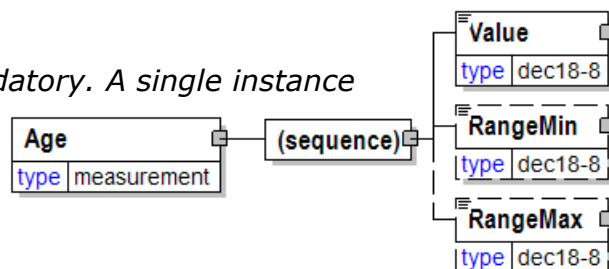 Value
type dec18-8
datory. A single instance
RangeMin
Age
(sequence)
type measurement
type dec18-8
RangeMax
type dec18-8